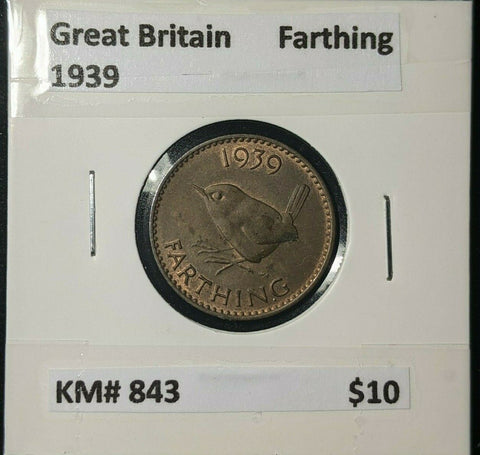 Great Britain Farthing
1939
1939
FARTHING
KM# 843 $10